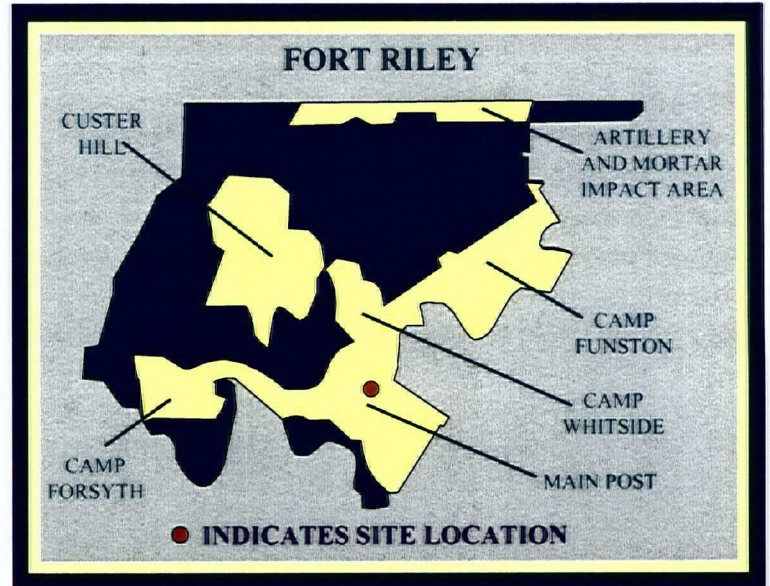 FORT RILEY
CUSTER
HILL
ARTILLERY
AND MORTAR
IMPACT AREA
CAMP
FUNSTON
CAMP
WHITSIDE
CAMP
FORSYTH
MAIN POST
INDICATES SITE LOCATION